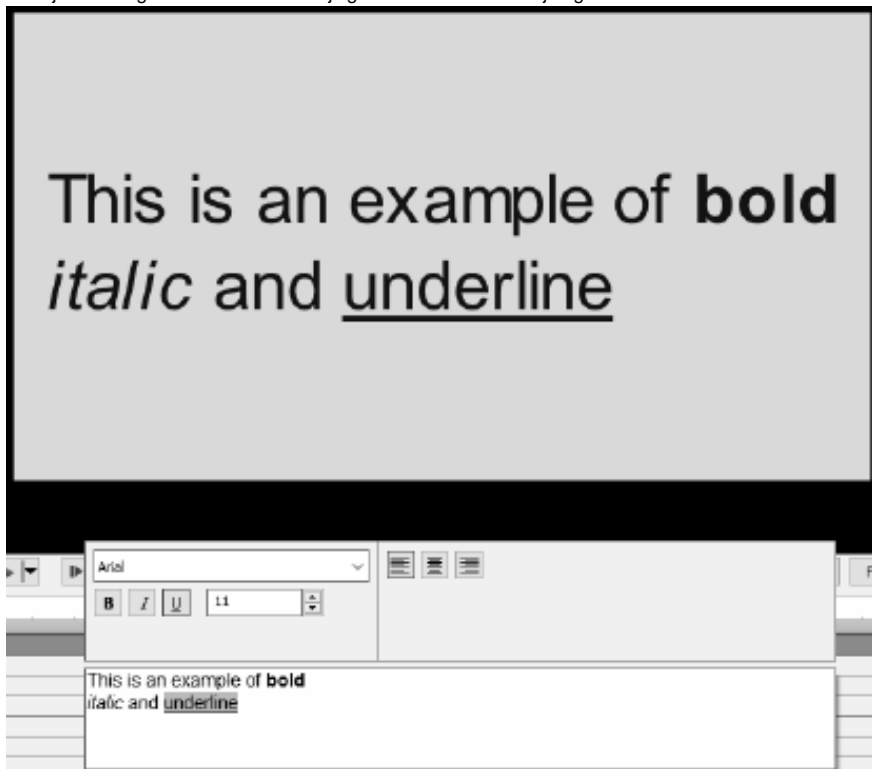 This is an example of bold
italic and underline
Arial
B I U 11
This is an example of bold
italic and underline